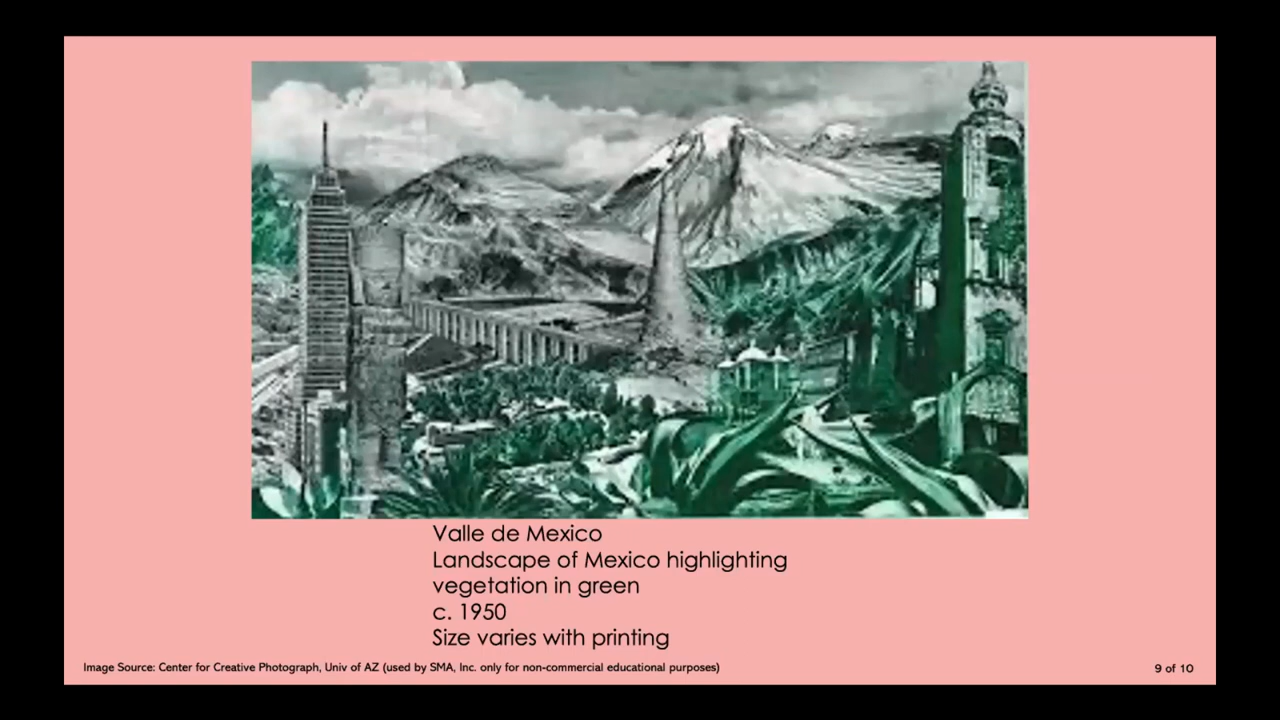 Valle de Mexico
Landscape of Mexico highlighting
vegetation in green
c. 1950
Size varies with printing
Image Source: Center for Creative Photograph, Univ of AZ (used by SMA, Inc. only for non-commercial educational purposes)
9 of 10